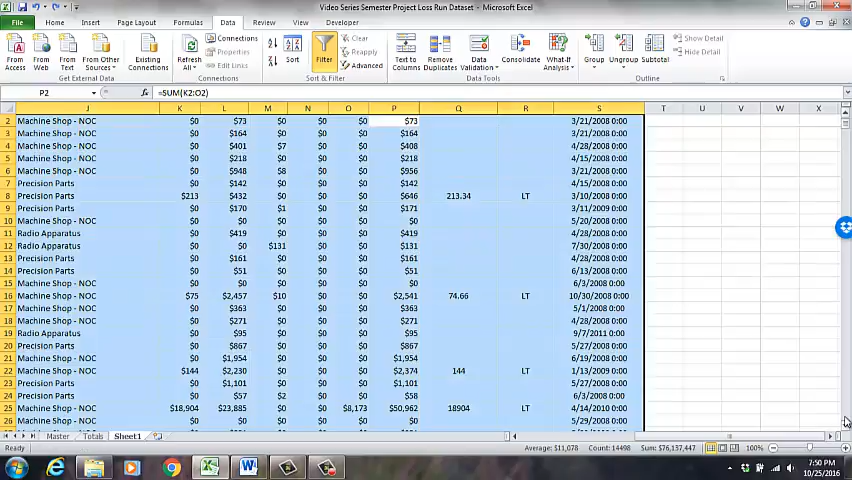 Video Series Semester Project Loss Run Dataset - Microsoft Excel
File Home Insert Page Layout Formulas Data Review View Developer
From Access From Web From Text From Other Sources Existing Connections Refresh All Connections Properties Edit Links Sort Filter Clear Reapply Advanced Text to Columns Remove Duplicates Data Validation Consolidate What-If Analysis Group Ungroup Subtotal Show Detail Hide Detail
Get External Data Connections Sort & Filter Data Tools Outline
P2 fx =SUM(K2:O2)
J K L M N O P Q R S T U V W X
2 Machine Shop - NOC $0 $73 $0 $0 $0 $73 3/21/2008 0:00
3 Machine Shop - NOC $0 $164 $0 $0 $0 $164 3/21/2008 0:00
4 Machine Shop - NOC $0 $401 $7 $0 $0 $408 4/28/2008 0:00
5 Machine Shop - NOC $0 $218 $0 $0 $0 $218 4/15/2008 0:00
6 Machine Shop - NOC $0 $948 $8 $0 $0 $956 3/21/2008 0:00
7 Precision Parts $0 $142 $0 $0 $0 $142 4/15/2008 0:00
8 Precision Parts $213 $432 $0 $0 $0 $646 213.34 LT 3/10/2008 0:00
9 Precision Parts $0 $170 $1 $0 $0 $171 3/11/2009 0:00
10 Machine Shop - NOC $0 $0 $0 $0 $0 $0 5/20/2008 0:00
11 Radio Apparatus $0 $419 $0 $0 $0 $419 4/28/2008 0:00
12 Radio Apparatus $0 $0 $131 $0 $0 $131 7/30/2008 0:00
13 Precision Parts $0 $161 $0 $0 $0 $161 4/28/2008 0:00
14 Precision Parts $0 $51 $0 $0 $0 $51 6/13/2008 0:00
15 Machine Shop - NOC $0 $0 $0 $0 $0 $0 6/3/2008 0:00
16 Machine Shop - NOC $75 $2,457 $10 $0 $0 $2,541 74.66 LT 10/30/2008 0:00
17 Machine Shop - NOC $0 $363 $0 $0 $0 $363 5/1/2008 0:00
18 Machine Shop - NOC $0 $271 $0 $0 $0 $271 4/28/2008 0:00
19 Radio Apparatus $0 $95 $0 $0 $0 $95 9/7/2011 0:00
20 Precision Parts $0 $867 $0 $0 $0 $867 5/27/2008 0:00
21 Machine Shop - NOC $0 $1,954 $0 $0 $0 $1,954 6/19/2008 0:00
22 Machine Shop - NOC $144 $2,230 $0 $0 $0 $2,374 144 LT 1/13/2009 0:00
23 Precision Parts $0 $1,101 $0 $0 $0 $1,101 5/27/2008 0:00
24 Precision Parts $0 $57 $2 $0 $0 $58 6/3/2008 0:00
25 Machine Shop - NOC $18,904 $23,885 $0 $0 $8,173 $50,962 18904 LT 4/14/2010 0:00
26 Machine Shop - NOC $0 $0 $0 $0 $0 $0 5/29/2008 0:00
Master Totals Sheet1
Ready Average: $11,078 Count: 14498 Sum: $76,137,447 100%
7:50 PM
10/25/2016